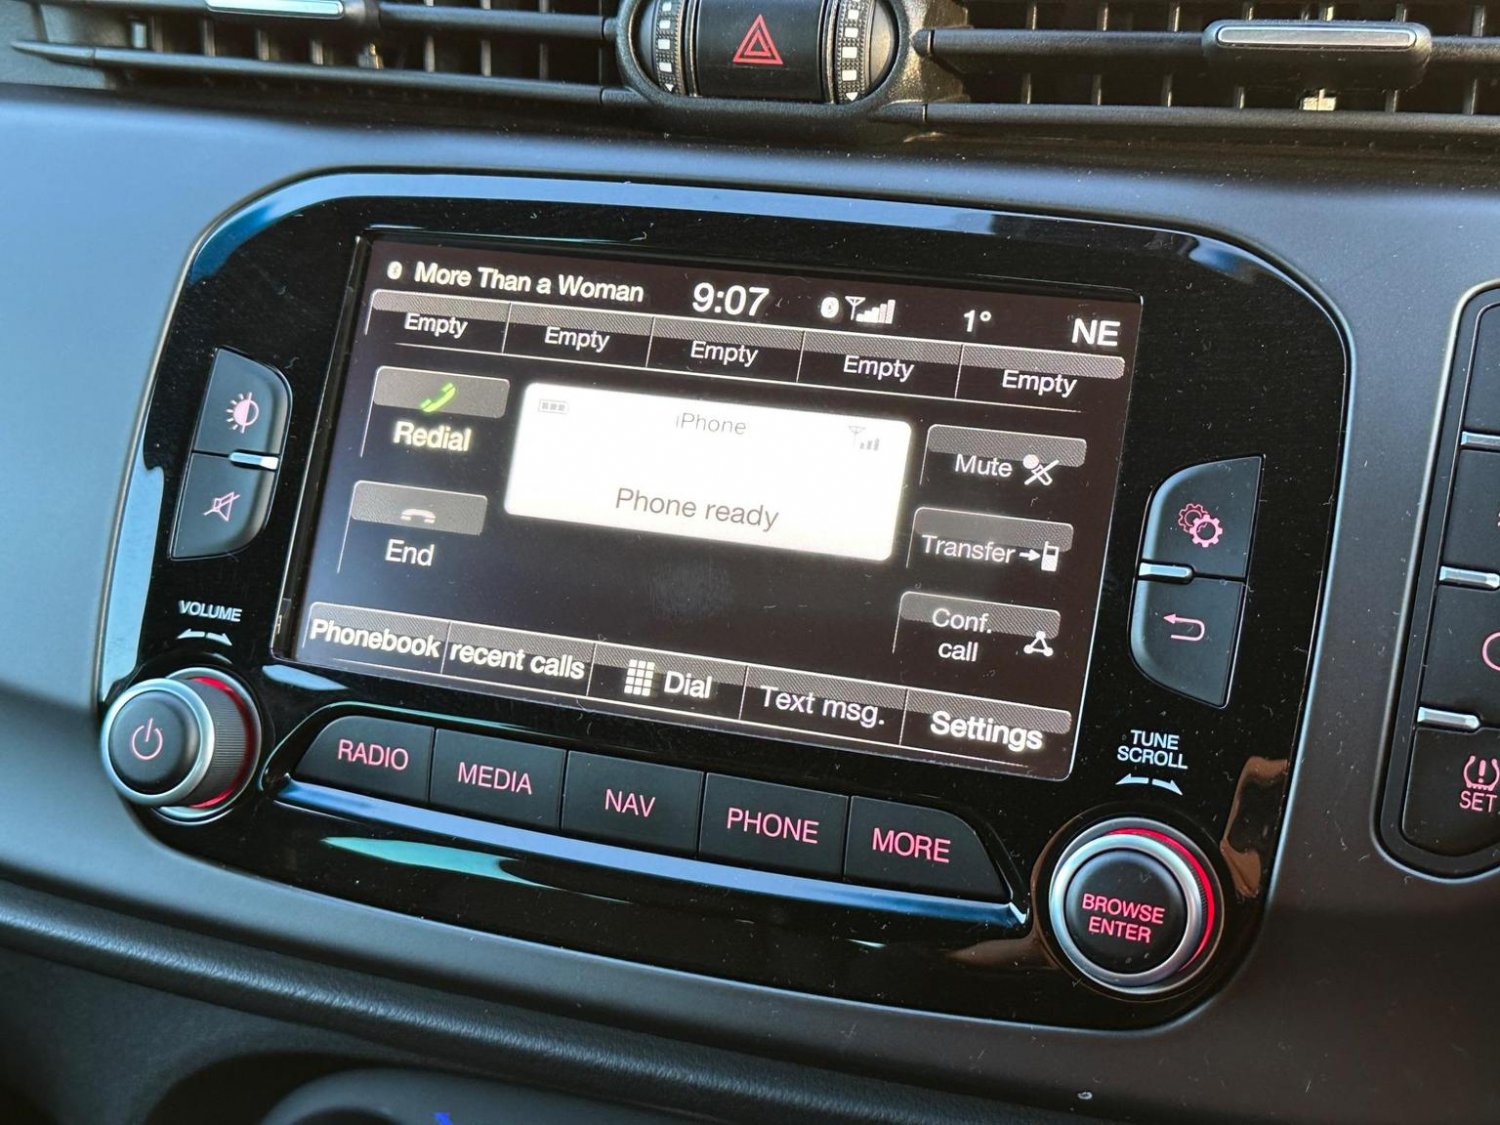 More Than a Woman 9:07 1° NE
Empty Empty Empty Empty Empty
iPhone
Redial
Phone ready
Mute
End
Transfer
Conf.
call
Phonebook recent calls Dial Text msg. Settings
VOLUME
TUNE
SCROLL
RADIO MEDIA NAV PHONE MORE
BROWSE
ENTER
SET